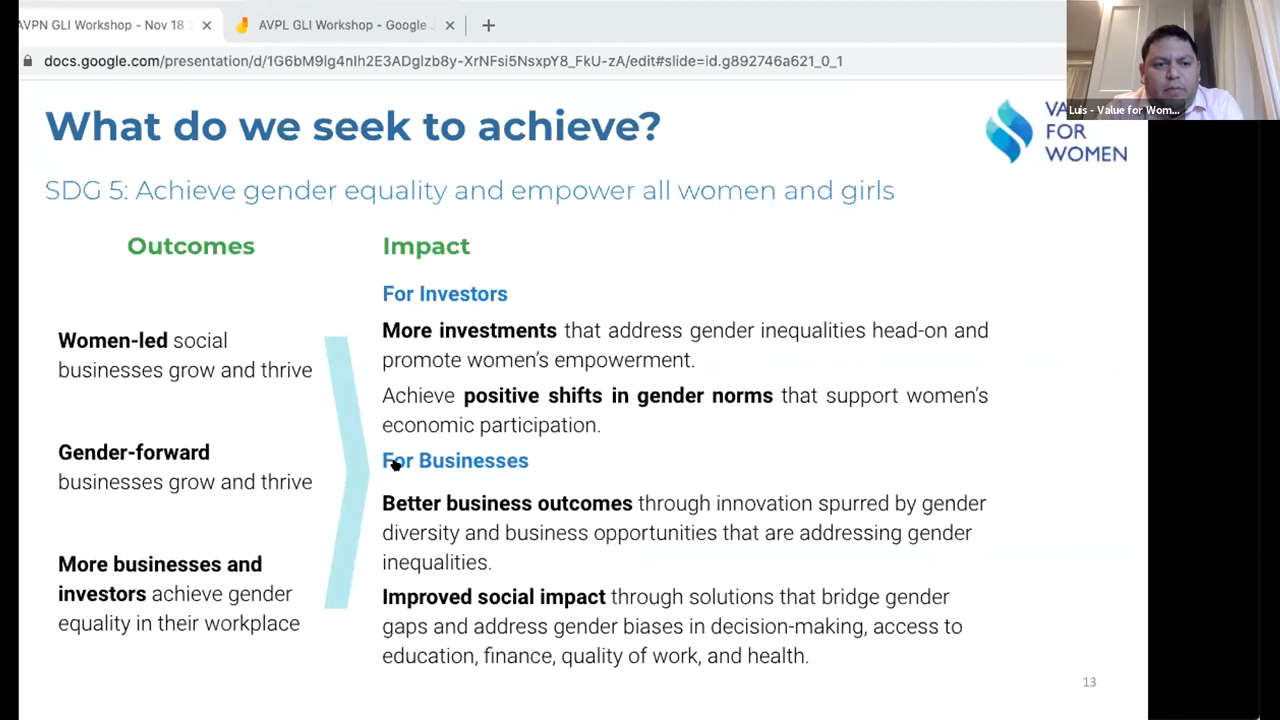 AVPN GLI Workshop - Nov 18
AVPL GLI Workshop - Google
docs.google.com/presentation/d/1G6bM9lg4nIh2E3ADglzb8y-XrNFsi5NsxpY8_FkU-zA/edit#slide=id.g892746a621_0_1
Luis - Value for Wom...
What do we seek to achieve?
VA
FOR
WOMEN
SDG 5: Achieve gender equality and empower all women and girls
Outcomes
Women-led social
businesses grow and thrive
Gender-forward
businesses grow and thrive
More businesses and
investors achieve gender
equality in their workplace
Impact
For Investors
More investments that address gender inequalities head-on and
promote women’s empowerment.
Achieve positive shifts in gender norms that support women’s
economic participation.
For Businesses
Better business outcomes through innovation spurred by gender
diversity and business opportunities that are addressing gender
inequalities.
Improved social impact through solutions that bridge gender
gaps and address gender biases in decision-making, access to
education, finance, quality of work, and health.
13